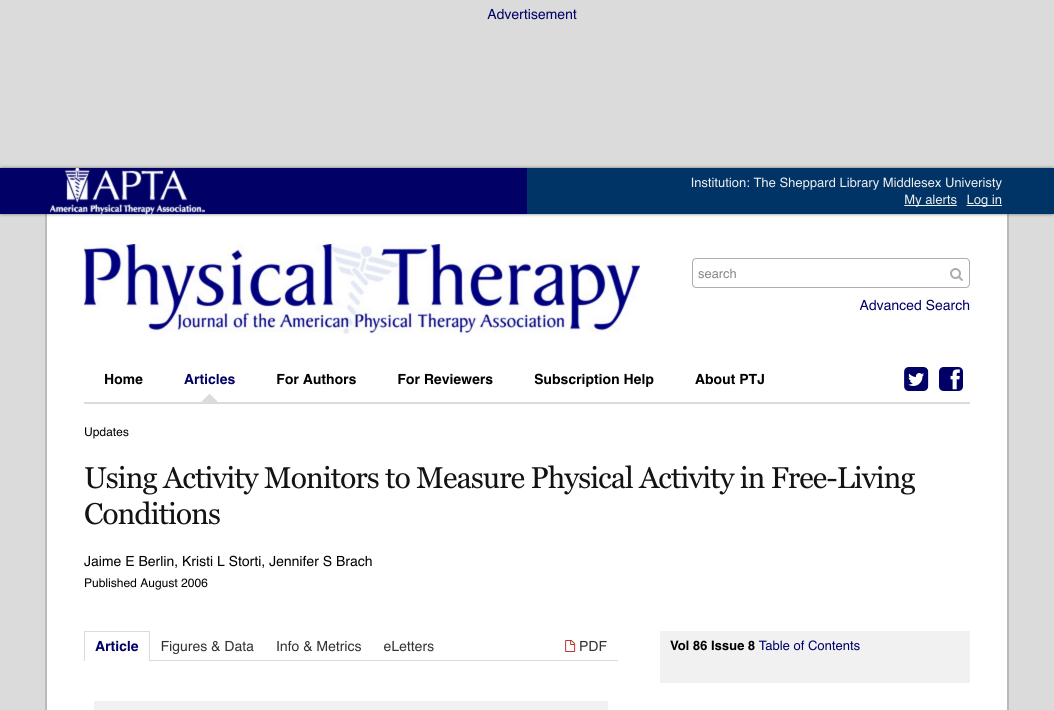 Advertisement
APTA
American Physical Therapy Association.
Institution: The Sheppard Library Middlesex Univeristy
My alerts Log in
Physical Therapy
Journal of the American Physical Therapy Association
search
Advanced Search
Home Articles For Authors For Reviewers Subscription Help About PTJ
Updates
Using Activity Monitors to Measure Physical Activity in Free-Living
Conditions
Jaime E Berlin, Kristi L Storti, Jennifer S Brach
Published August 2006
Article Figures & Data Info & Metrics eLetters PDF
Vol 86 Issue 8 Table of Contents